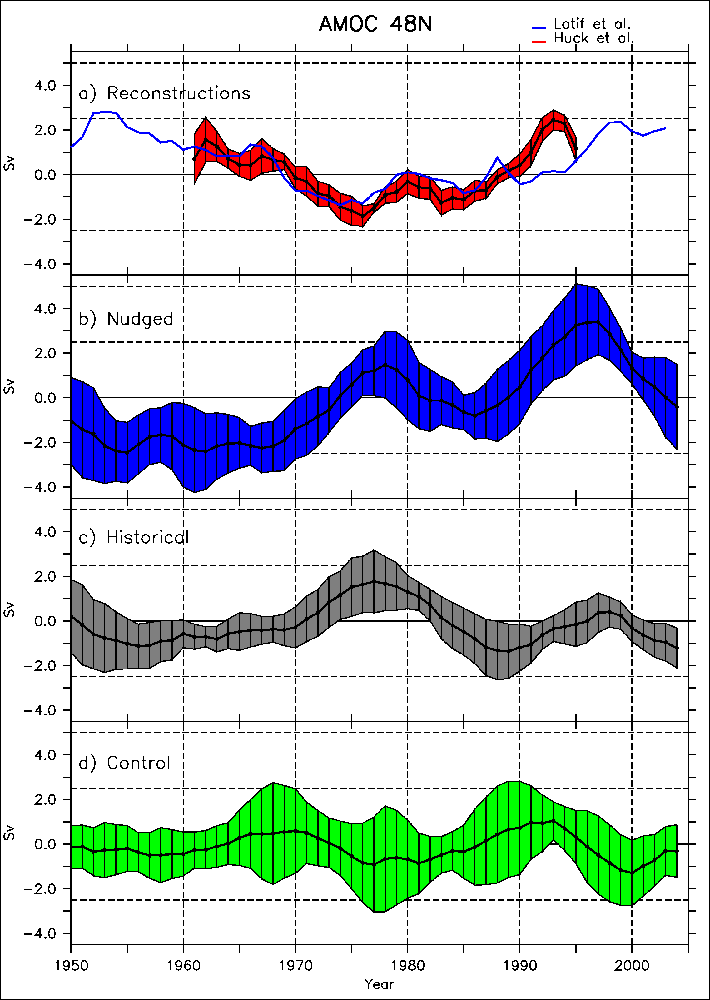 AMOC 48N
Latif et al.
Huck et al.
a) Reconstructions
Sv
4.0
2.0
0.0
−2.0
−4.0
b) Nudged
Sv
4.0
2.0
0.0
−2.0
−4.0
c) Historical
Sv
4.0
2.0
0.0
−2.0
−4.0
d) Control
Sv
4.0
2.0
0.0
−2.0
−4.0
1950 1960 1970 1980 1990 2000
Year